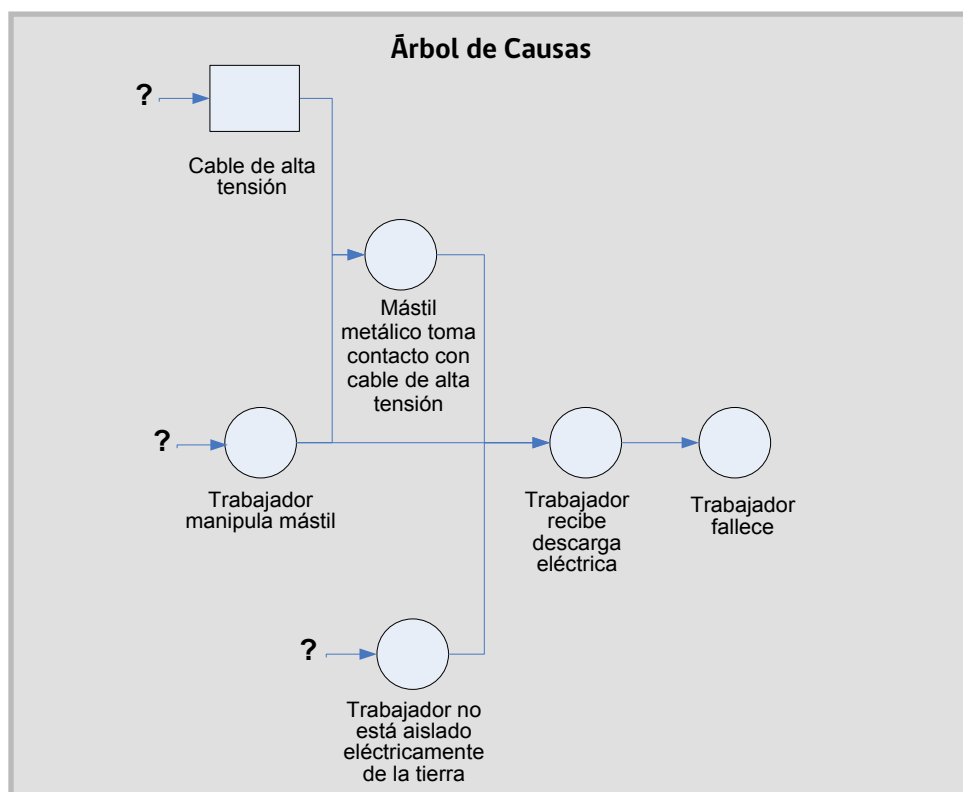 Árbol de Causas
?
Cable de alta
tensión
Mástil
metálico toma
contacto con
cable de alta
tensión
?
Trabajador
manipula mástil
Trabajador
recibe
descarga
eléctrica
Trabajador
fallece
?
Trabajador no
está aislado
eléctricamente
de la tierra